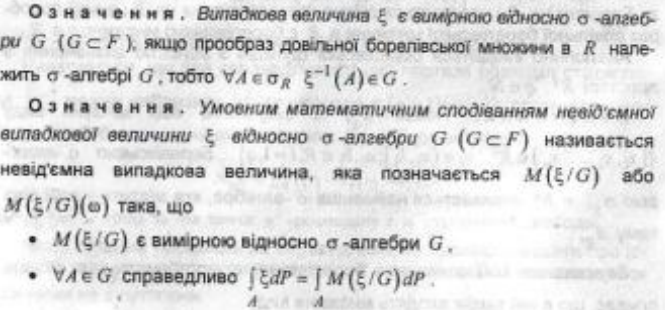 Означення. Випадкова величина ξ є вимірною відносно σ -алгеб-
ри G (G ⊂ F), якщо прообраз довільної борелівської множини в R нале-
жить σ -алгебрі G, тобто ∀A ∈ σ_R ξ⁻¹(A) ∈ G.
Означення. Умовним математичним сподіванням невід'ємної
випадкової величини ξ відносно σ -алгебри G (G ⊂ F) називається
невід'ємна випадкова величина, яка позначається M(ξ/G) або
M(ξ/G)(ω) така, що
• M(ξ/G) є вимірною відносно σ -алгебри G,
• ∀A ∈ G справедливо ∫_A ξdP = ∫_A M(ξ/G)dP.